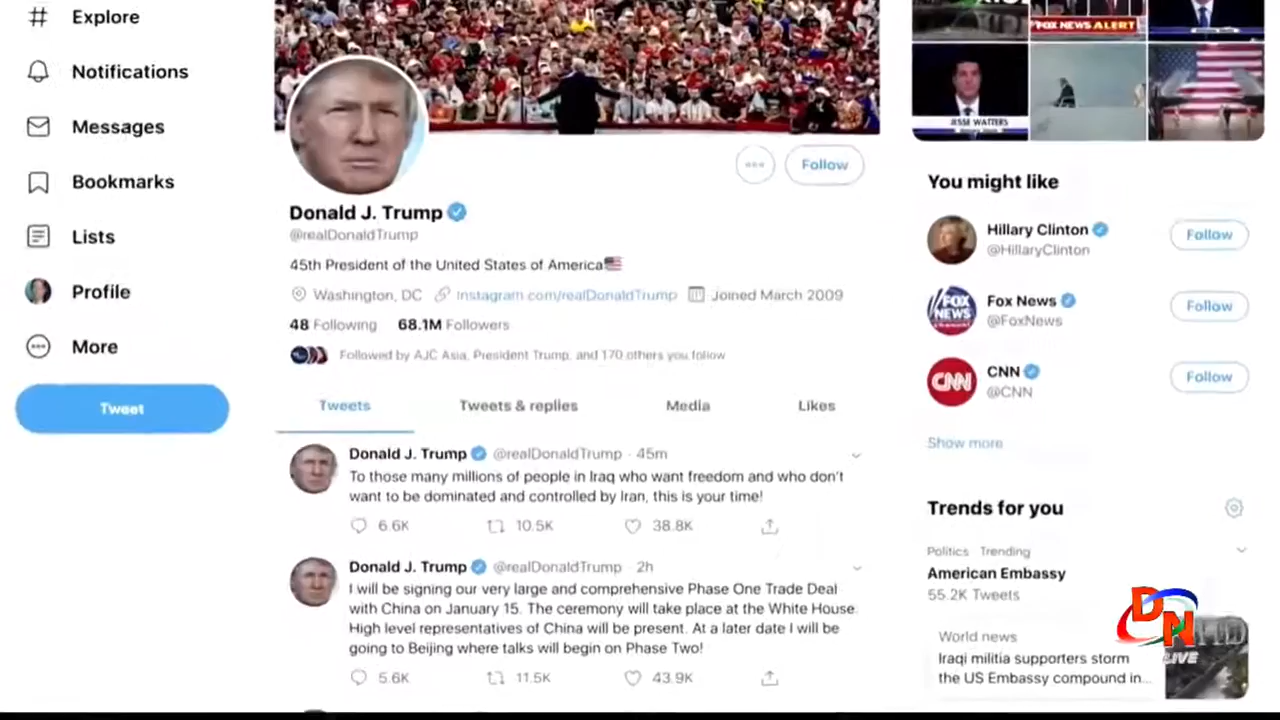 Explore
Notifications
Messages
Bookmarks
Lists
Profile
More
Tweet
Follow
Donald J. Trump
@realDonaldTrump
45th President of the United States of America
Washington, DC Instagram.com/realDonaldTrump Joined March 2009
48 Following 68.1M Followers
Followed by AJC Asia, President Trump, and 170 others you follow
Tweets Tweets & replies Media Likes
Donald J. Trump @realDonaldTrump · 45m
To those many millions of people in Iraq who want freedom and who don't
want to be dominated and controlled by Iran, this is your time!
6.6K 10.5K 38.8K
Donald J. Trump @realDonaldTrump · 2h
I will be signing our very large and comprehensive Phase One Trade Deal
with China on January 15. The ceremony will take place at the White House.
High level representatives of China will be present. At a later date I will be
going to Beijing where talks will begin on Phase Two!
5.6K 11.5K 43.9K
FOX NEWS ALERT
JESSE WATTERS
You might like
Hillary Clinton
@HillaryClinton
Follow
FOX
NEWS
channel
Fox News
@FoxNews
Follow
CNN
CNN
@CNN
Follow
Show more
Trends for you
Politics · Trending
American Embassy
55.2K Tweets
World news
Iraqi militia supporters storm
the US Embassy compound in...
DN
LIVE